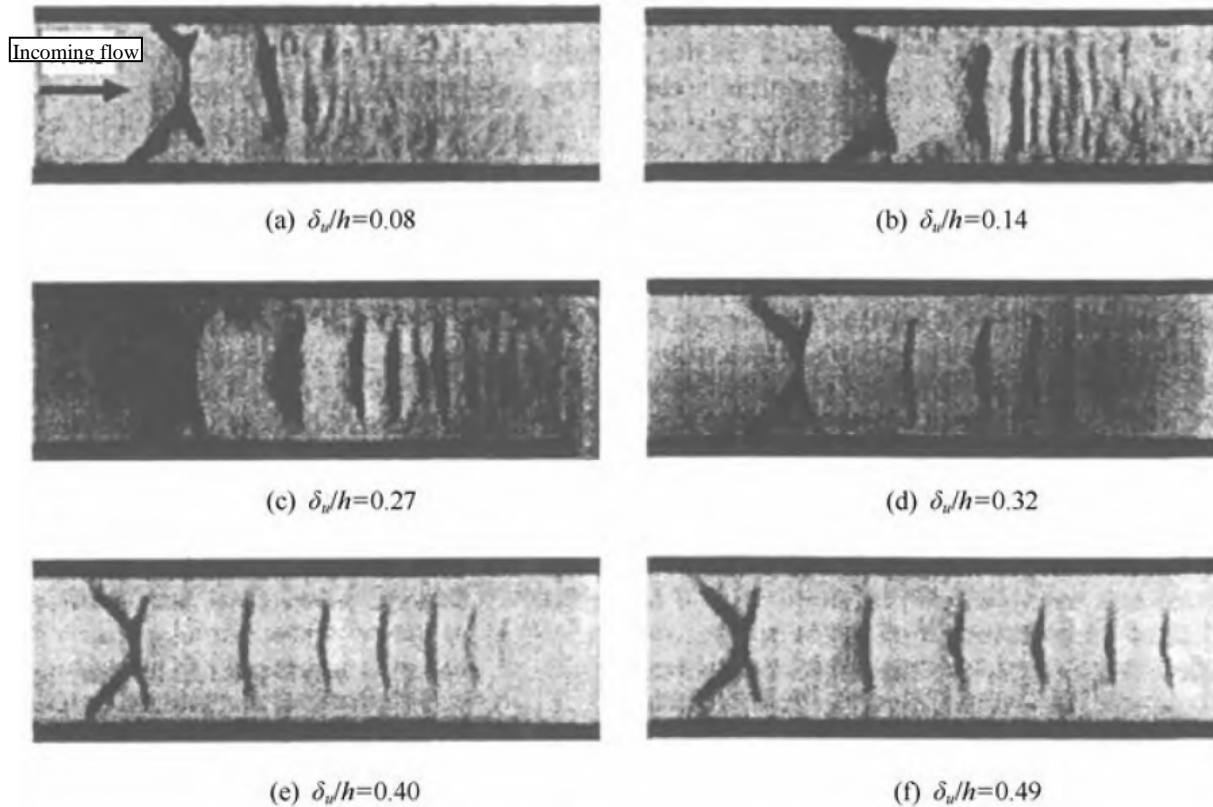 Incoming flow
(a) δu/h=0.08
(b) δu/h=0.14
(c) δu/h=0.27
(d) δu/h=0.32
(e) δu/h=0.40
(f) δu/h=0.49